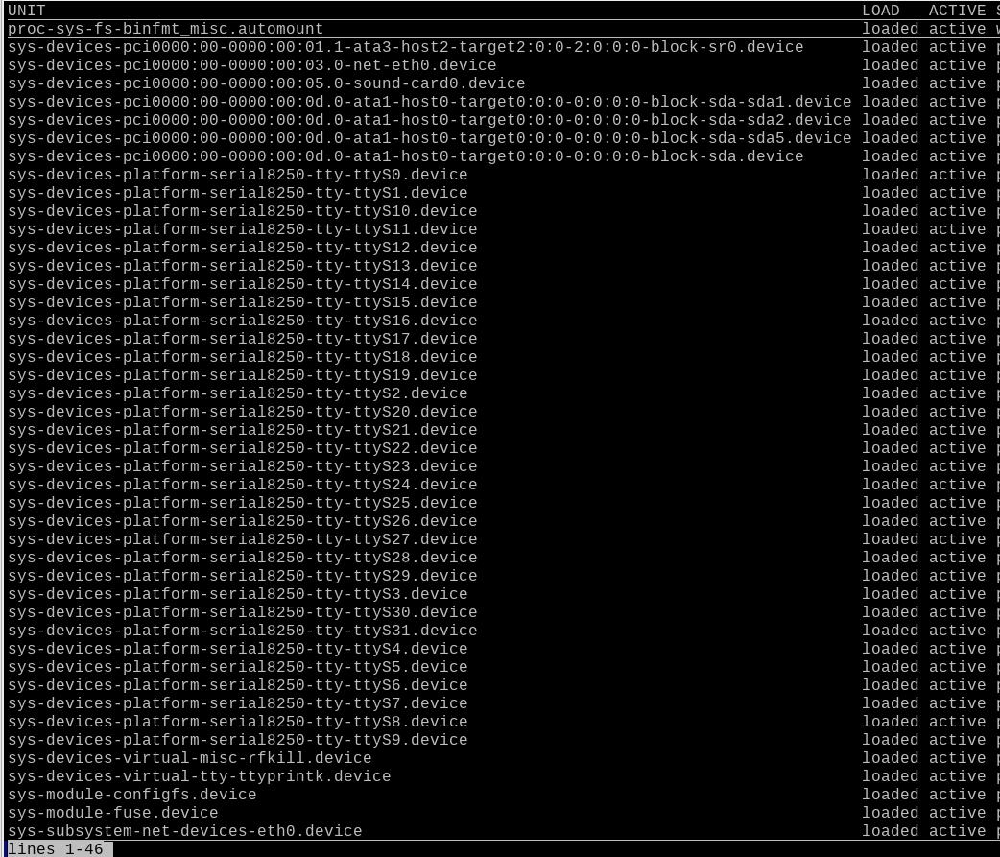 UNIT LOAD ACTIVE S
proc-sys-fs-binfmt_misc.automount loaded active w
sys-devices-pci0000:00-0000:00:01.1-ata3-host2-target2:0:0-2:0:0:0-block-sr0.device loaded active p
sys-devices-pci0000:00-0000:00:03.0-net-eth0.device loaded active p
sys-devices-pci0000:00-0000:00:05.0-sound-card0.device loaded active p
sys-devices-pci0000:00-0000:00:0d.0-ata1-host0-target0:0:0-0:0:0:0-block-sda-sda1.device loaded active p
sys-devices-pci0000:00-0000:00:0d.0-ata1-host0-target0:0:0-0:0:0:0-block-sda-sda2.device loaded active p
sys-devices-pci0000:00-0000:00:0d.0-ata1-host0-target0:0:0-0:0:0:0-block-sda-sda5.device loaded active p
sys-devices-pci0000:00-0000:00:0d.0-ata1-host0-target0:0:0-0:0:0:0-block-sda.device loaded active p
sys-devices-platform-serial8250-tty-ttyS0.device loaded active p
sys-devices-platform-serial8250-tty-ttyS1.device loaded active p
sys-devices-platform-serial8250-tty-ttyS10.device loaded active p
sys-devices-platform-serial8250-tty-ttyS11.device loaded active p
sys-devices-platform-serial8250-tty-ttyS12.device loaded active p
sys-devices-platform-serial8250-tty-ttyS13.device loaded active p
sys-devices-platform-serial8250-tty-ttyS14.device loaded active p
sys-devices-platform-serial8250-tty-ttyS15.device loaded active p
sys-devices-platform-serial8250-tty-ttyS16.device loaded active p
sys-devices-platform-serial8250-tty-ttyS17.device loaded active p
sys-devices-platform-serial8250-tty-ttyS18.device loaded active p
sys-devices-platform-serial8250-tty-ttyS19.device loaded active p
sys-devices-platform-serial8250-tty-ttyS2.device loaded active p
sys-devices-platform-serial8250-tty-ttyS20.device loaded active p
sys-devices-platform-serial8250-tty-ttyS21.device loaded active p
sys-devices-platform-serial8250-tty-ttyS22.device loaded active p
sys-devices-platform-serial8250-tty-ttyS23.device loaded active p
sys-devices-platform-serial8250-tty-ttyS24.device loaded active p
sys-devices-platform-serial8250-tty-ttyS25.device loaded active p
sys-devices-platform-serial8250-tty-ttyS26.device loaded active p
sys-devices-platform-serial8250-tty-ttyS27.device loaded active p
sys-devices-platform-serial8250-tty-ttyS28.device loaded active p
sys-devices-platform-serial8250-tty-ttyS29.device loaded active p
sys-devices-platform-serial8250-tty-ttyS3.device loaded active p
sys-devices-platform-serial8250-tty-ttyS30.device loaded active p
sys-devices-platform-serial8250-tty-ttyS31.device loaded active p
sys-devices-platform-serial8250-tty-ttyS4.device loaded active p
sys-devices-platform-serial8250-tty-ttyS5.device loaded active p
sys-devices-platform-serial8250-tty-ttyS6.device loaded active p
sys-devices-platform-serial8250-tty-ttyS7.device loaded active p
sys-devices-platform-serial8250-tty-ttyS8.device loaded active p
sys-devices-platform-serial8250-tty-ttyS9.device loaded active p
sys-devices-virtual-misc-rfkill.device loaded active p
sys-devices-virtual-tty-ttyprintk.device loaded active p
sys-module-configfs.device loaded active p
sys-module-fuse.device loaded active p
sys-subsystem-net-devices-eth0.device loaded active p
lines 1-46